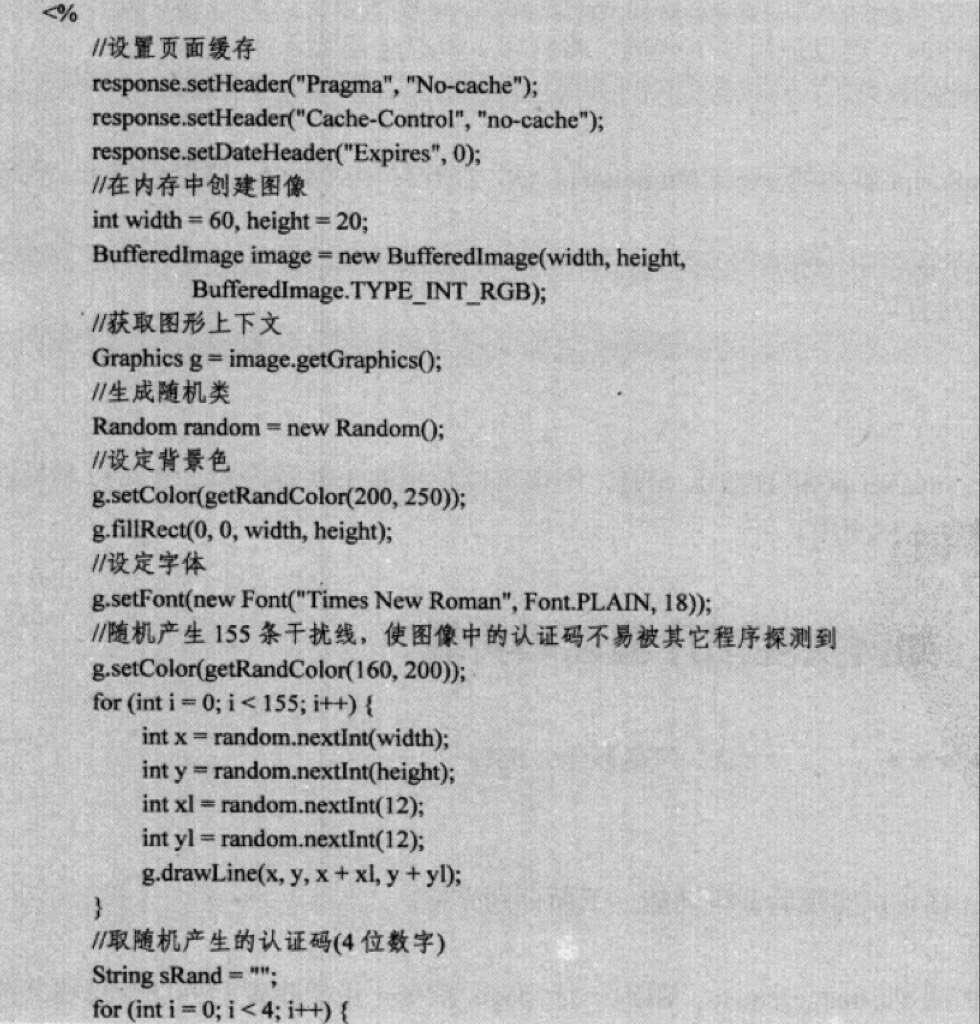 <%
//设置页面缓存
response.setHeader("Pragma", "No-cache");
response.setHeader("Cache-Control", "no-cache");
response.setDateHeader("Expires", 0);
//在内存中创建图像
int width = 60, height = 20;
BufferedImage image = new BufferedImage(width, height,
BufferedImage.TYPE_INT_RGB);
//获取图形上下文
Graphics g = image.getGraphics();
//生成随机类
Random random = new Random();
//设定背景色
g.setColor(getRandColor(200, 250));
g.fillRect(0, 0, width, height);
//设定字体
g.setFont(new Font("Times New Roman", Font.PLAIN, 18));
//随机产生 155 条干扰线，使图像中的认证码不易被其它程序探测到
g.setColor(getRandColor(160, 200));
for (int i = 0; i < 155; i++) {
int x = random.nextInt(width);
int y = random.nextInt(height);
int xl = random.nextInt(12);
int yl = random.nextInt(12);
g.drawLine(x, y, x + xl, y + yl);
}
//取随机产生的认证码(4 位数字)
String sRand = "";
for (int i = 0; i < 4; i++) {